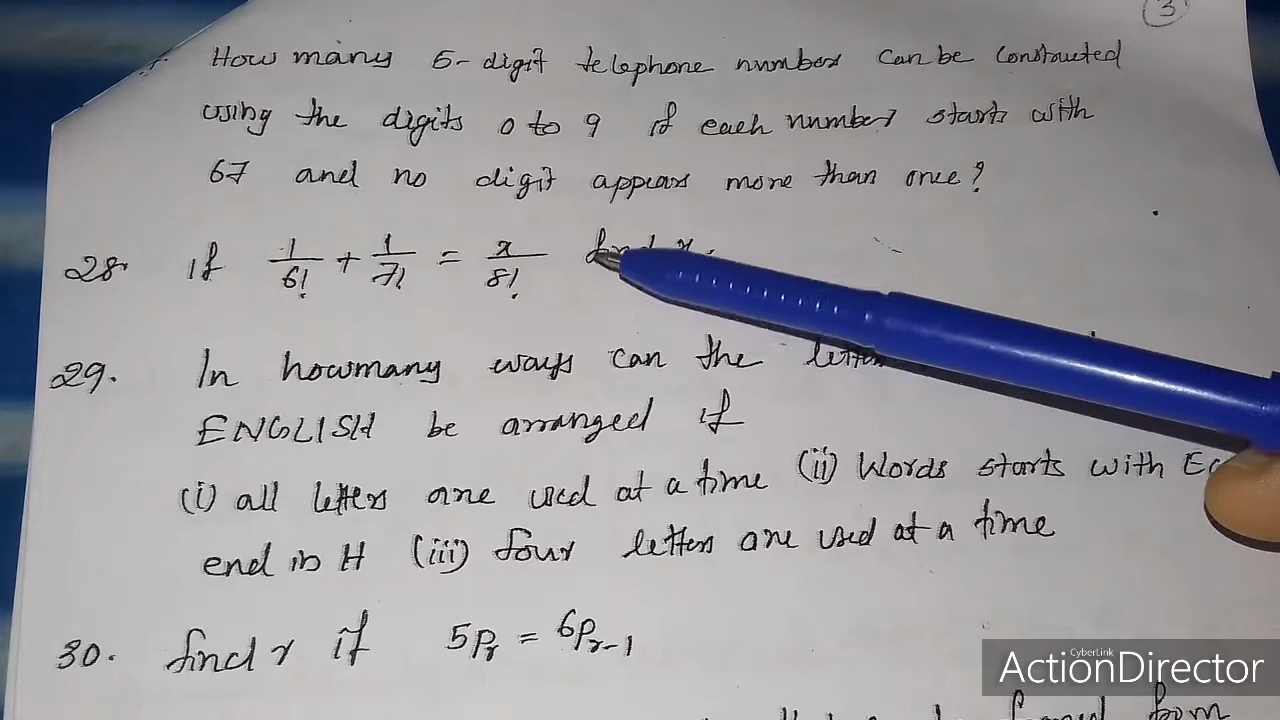 3
How many 5-digit telephone numbers can be constructed
using the digits 0 to 9 if each number starts with
67 and no digit appears more than once?
28. If 1/6! + 1/7! = x/8! find x.
29. In howmany ways can the letters
ENGLISH be arranged if
(i) all letters are used at a time (ii) Words starts with E
end in H (iii) four letters are used at a time
30. find r if 5Pr = 6Pr-1
formed from
CyberLink
ActionDirector